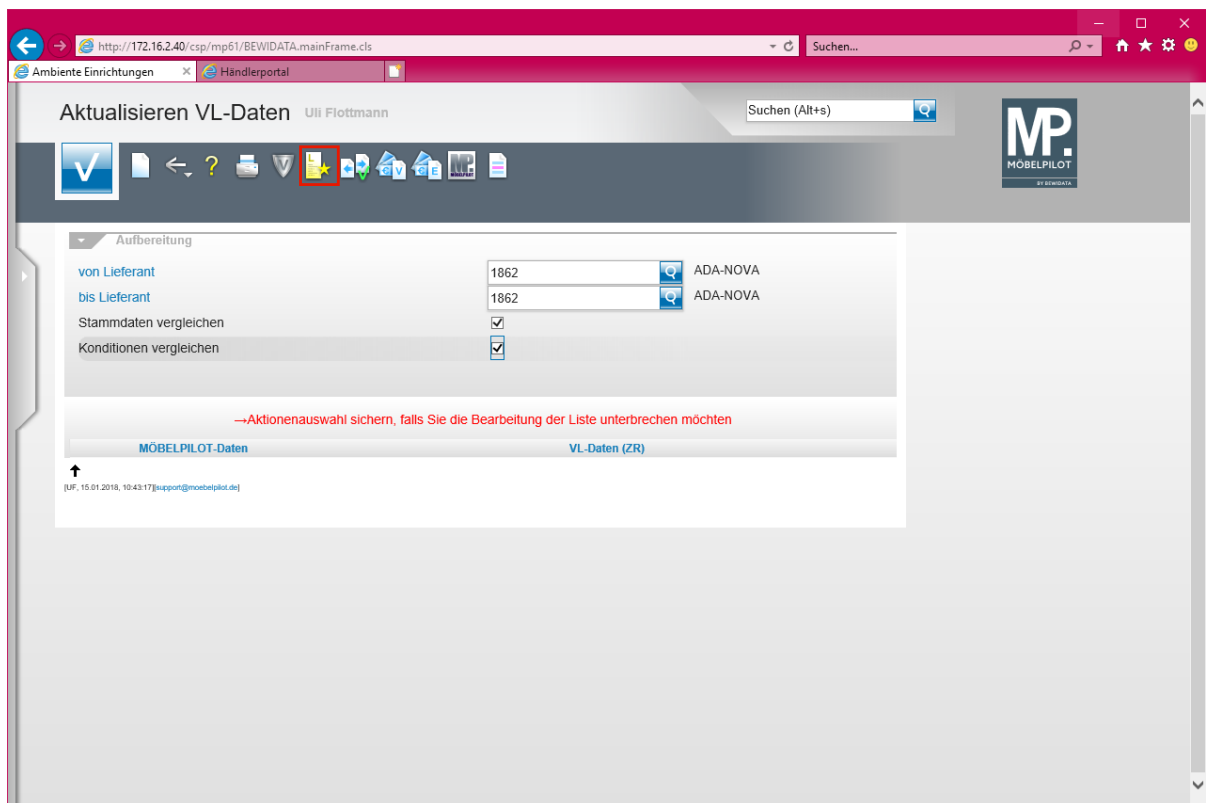 http://172.16.2.40/csp/mp61/BEWIDATA.mainFrame.cls
Suchen...
Ambiente Einrichtungen
Händlerportal
Aktualisieren VL-Daten Uli Flottmann
Suchen (Alt+s)
MP.
MÖBELPILOT
BY BEWIDATA
Aufbereitung
von Lieferant 1862 ADA-NOVA
bis Lieferant 1862 ADA-NOVA
Stammdaten vergleichen
Konditionen vergleichen
→Aktionenauswahl sichern, falls Sie die Bearbeitung der Liste unterbrechen möchten
MÖBELPILOT-Daten VL-Daten (ZR)
[UF, 15.01.2018, 10:43:17][support@moebelpilot.de]